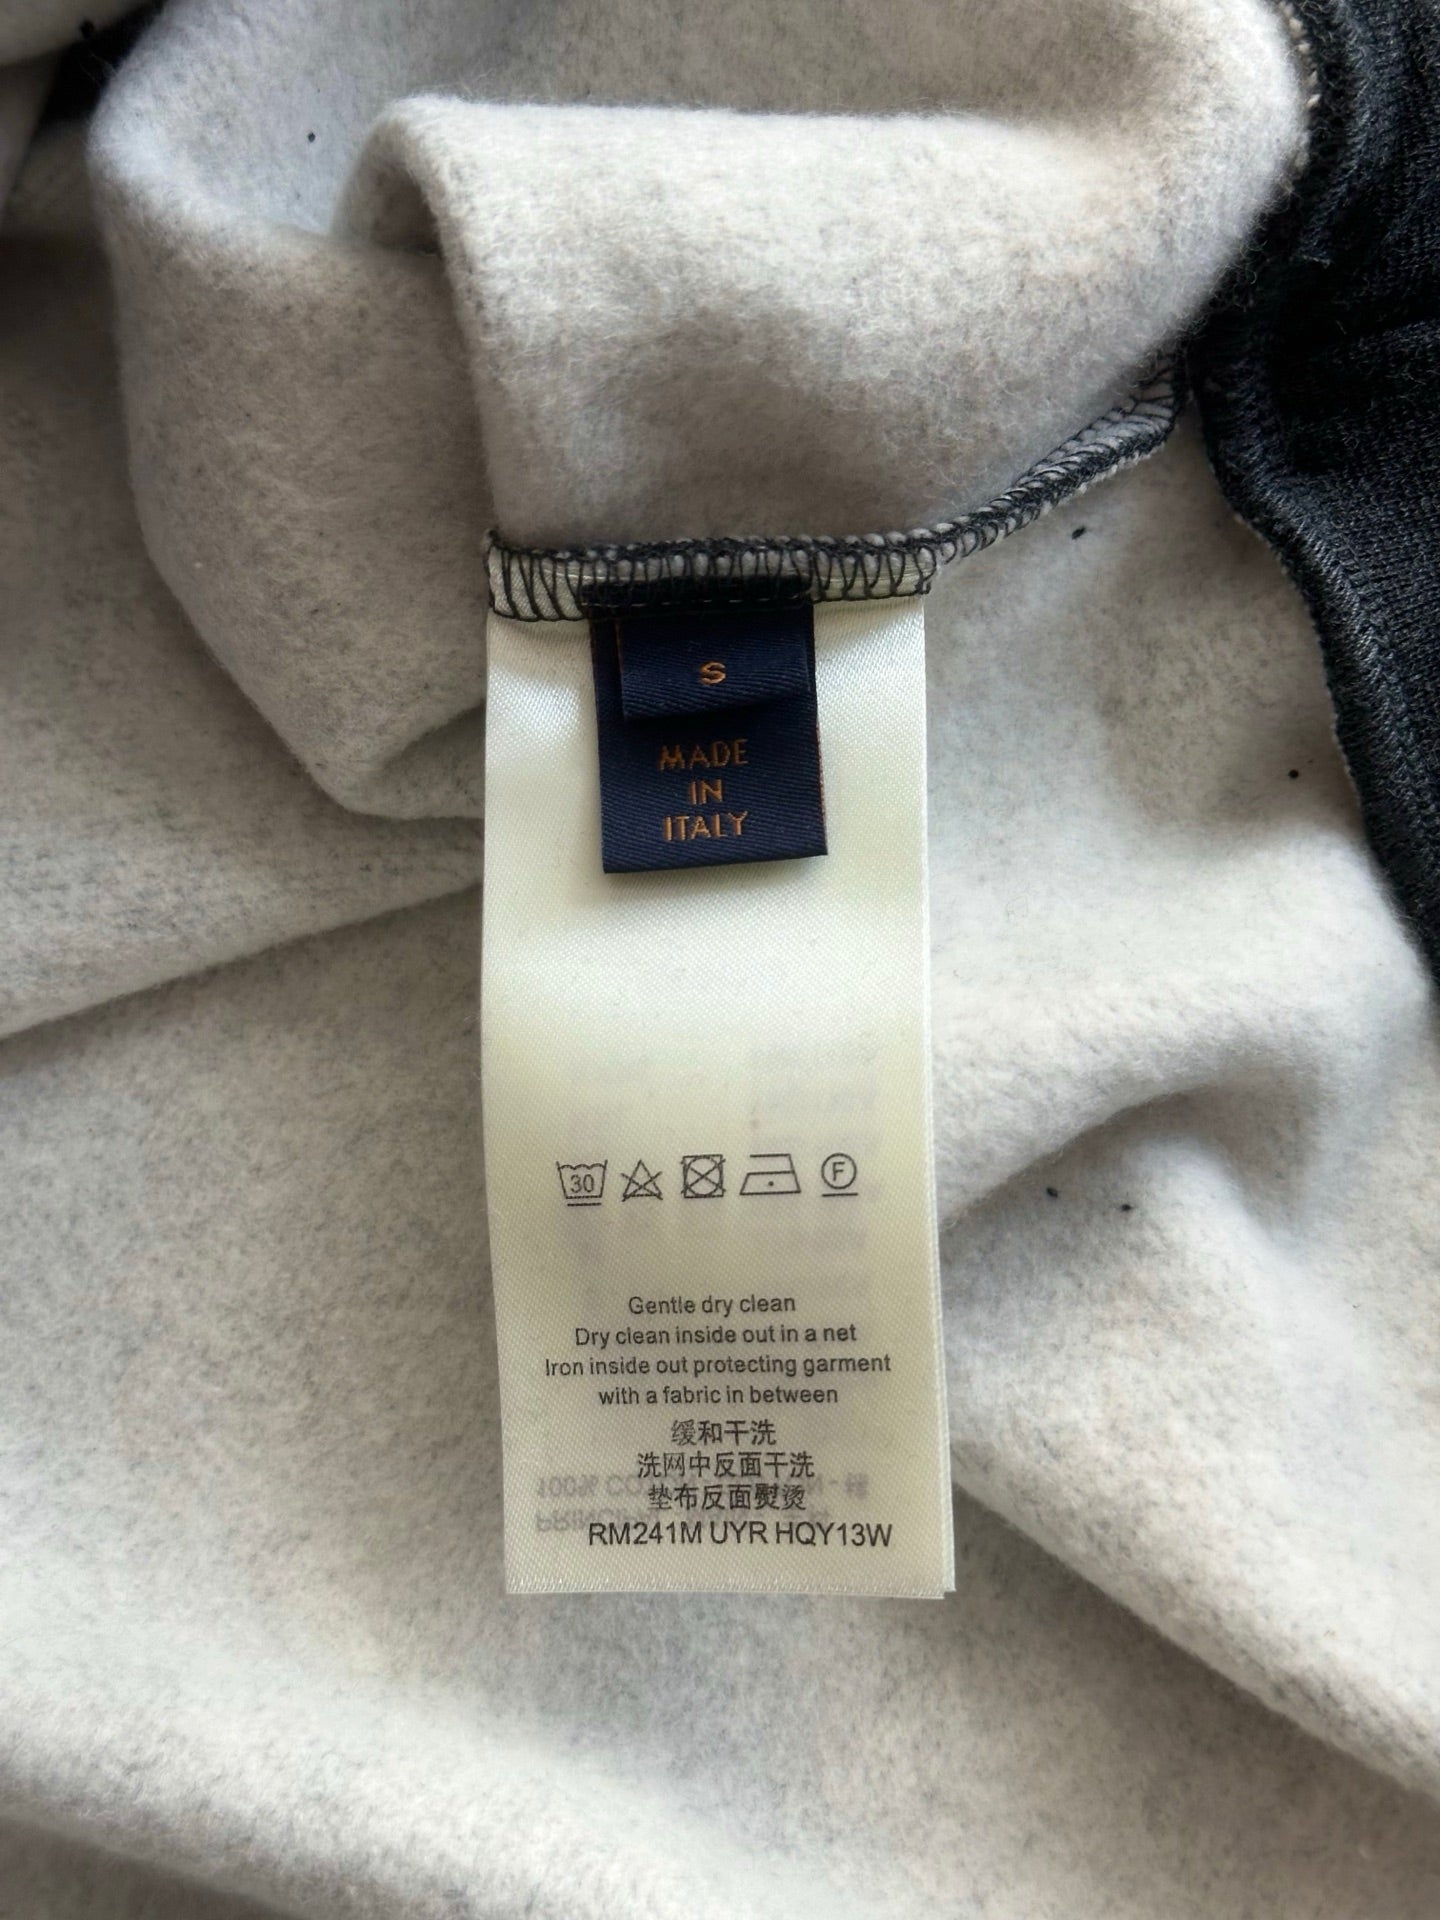 S
MADE
IN
ITALY
30
F
Gentle dry clean
Dry clean inside out in a net
Iron inside out protecting garment
with a fabric in between
缓和干洗
洗网中反面干洗
垫布反面熨烫
RM241M UYR HQY13W